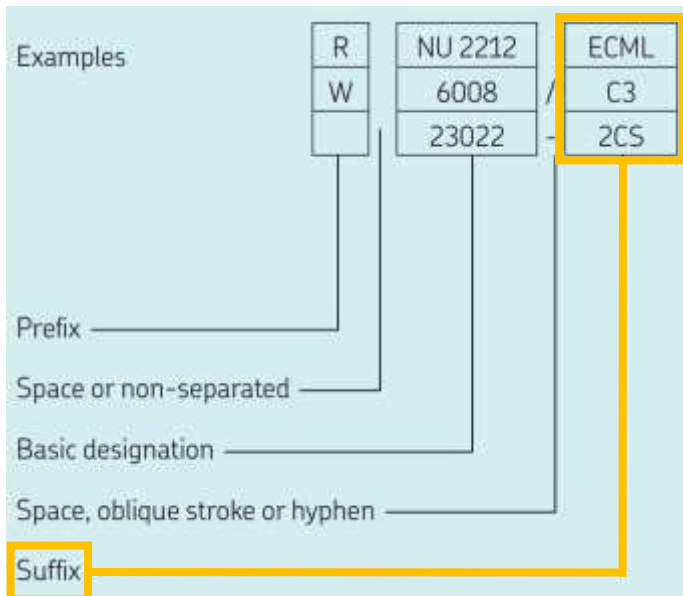 Examples R NU 2212 ECML
W 6008 / C3
23022 - 2CS
Prefix
Space or non-separated
Basic designation
Space, oblique stroke or hyphen
Suffix